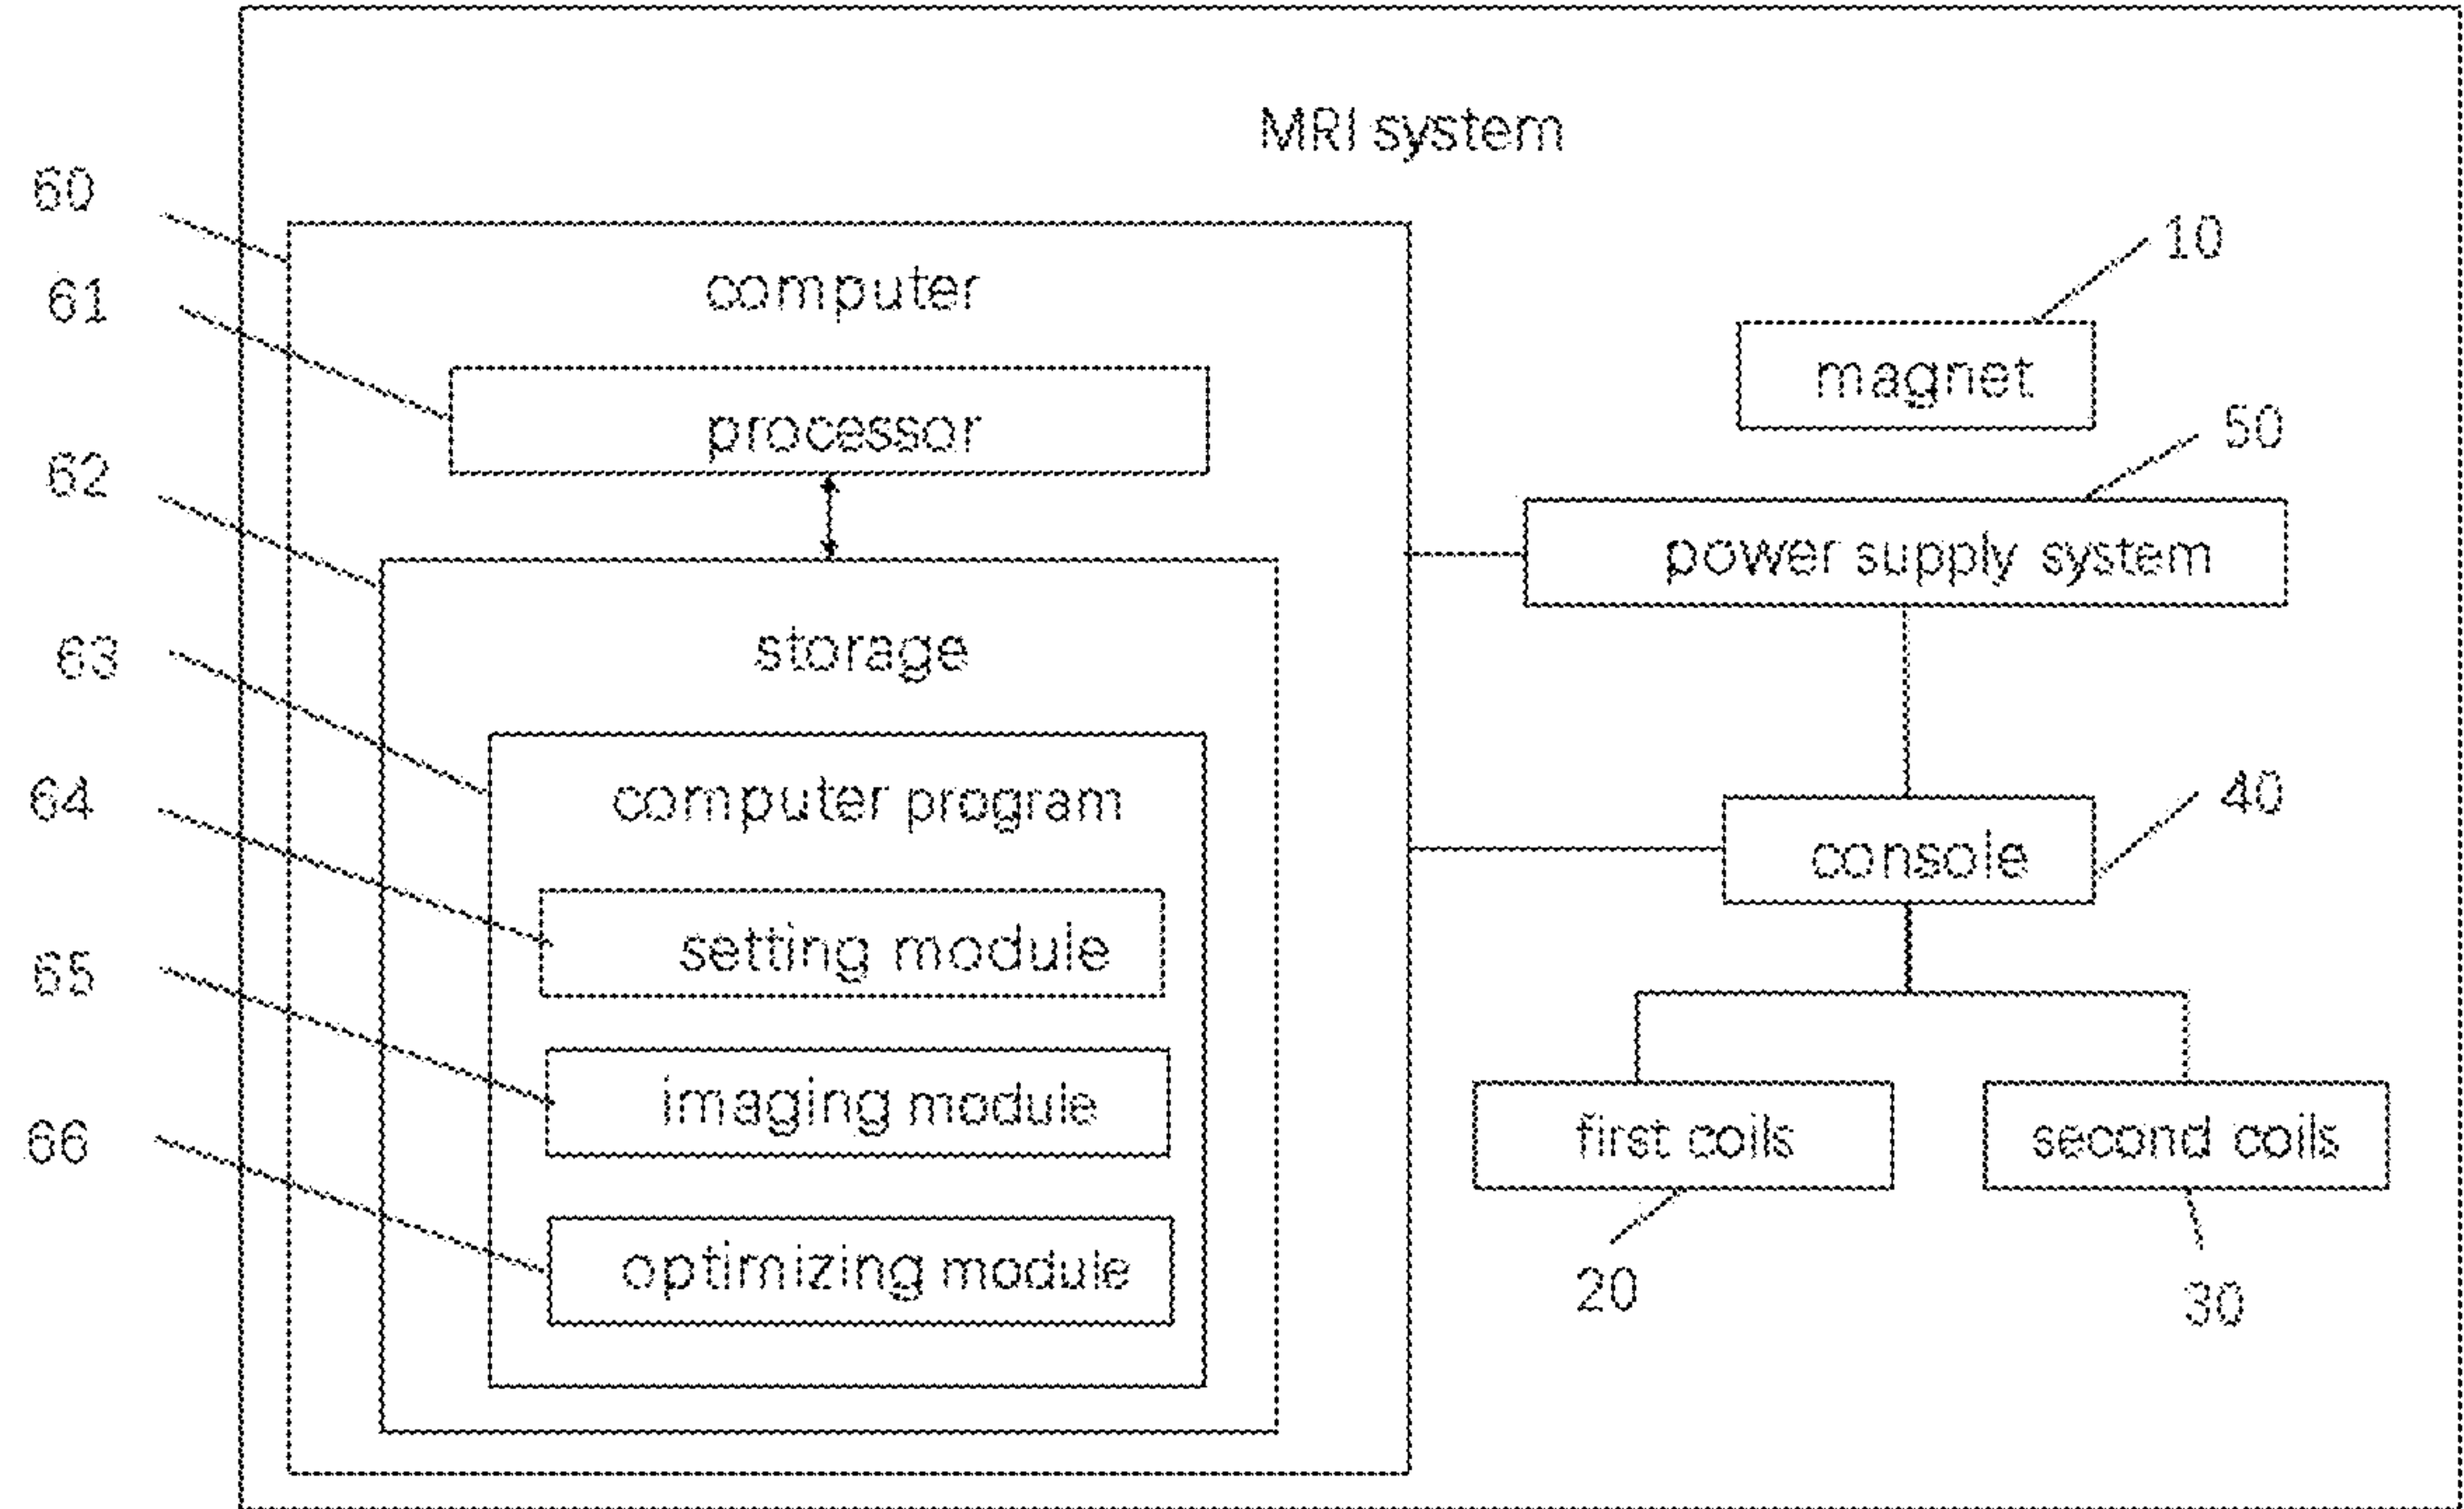 MRI system
60
computer
61
processor
62
storage
63
computer program
64
setting module
65
imaging module
66
optimizing module
10
magnet
50
power supply system
40
console
first coils
second coils
20
30